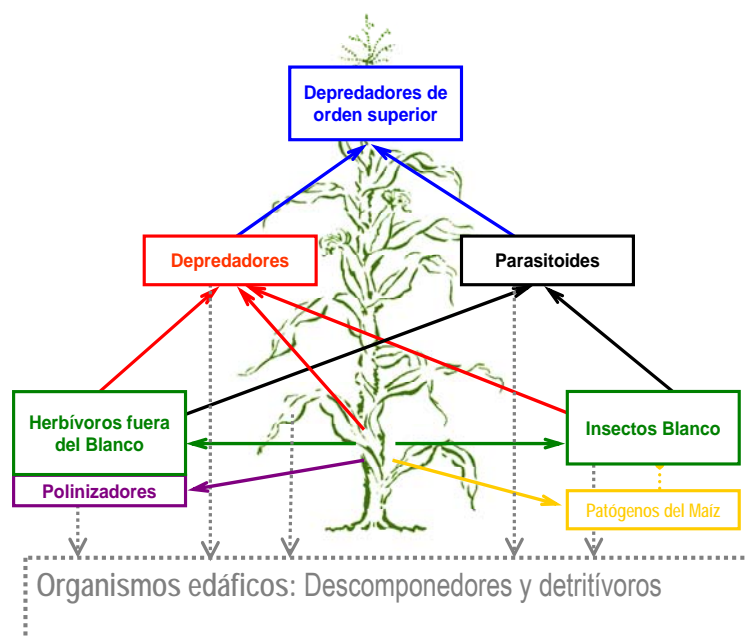 Depredadores de
orden superior
Depredadores
Parasitoides
Herbívoros fuera
del Blanco
Insectos Blanco
Polinizadores
Patógenos del Maíz
Organismos edáficos: Descomponedores y detritívoros